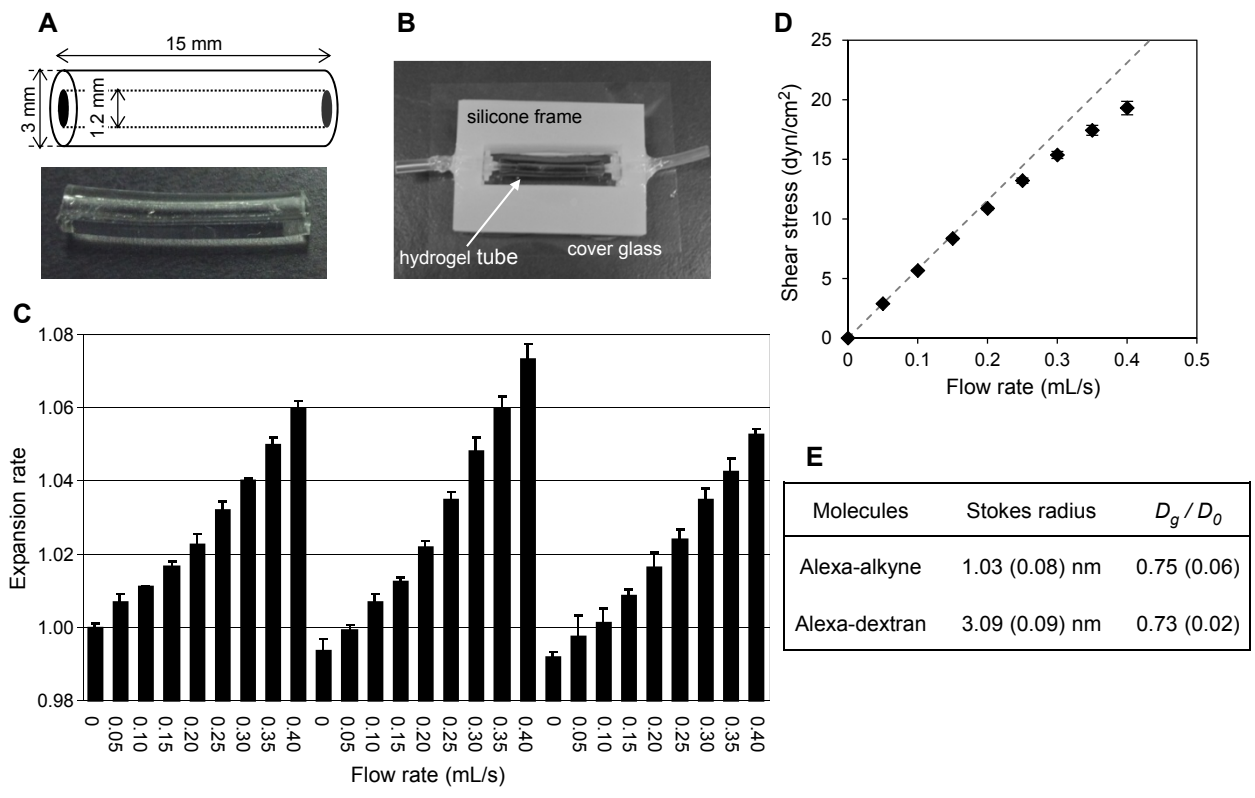 A
15 mm
3 mm
1.2 mm
B
silicone frame
hydrogel tube
cover glass
C
Expansion rate
1.08
1.06
1.04
1.02
1.00
0.98
0 0.05 0.10 0.15 0.20 0.25 0.30 0.35 0.40 0 0.05 0.10 0.15 0.20 0.25 0.30 0.35 0.40 0 0.05 0.10 0.15 0.20 0.25 0.30 0.35 0.40
Flow rate (mL/s)
D
Shear stress (dyn/cm²)
25
20
15
10
5
0
0 0.1 0.2 0.3 0.4 0.5
Flow rate (mL/s)
E
Molecules Stokes radius D_g / D_0
Alexa-alkyne 1.03 (0.08) nm 0.75 (0.06)
Alexa-dextran 3.09 (0.09) nm 0.73 (0.02)